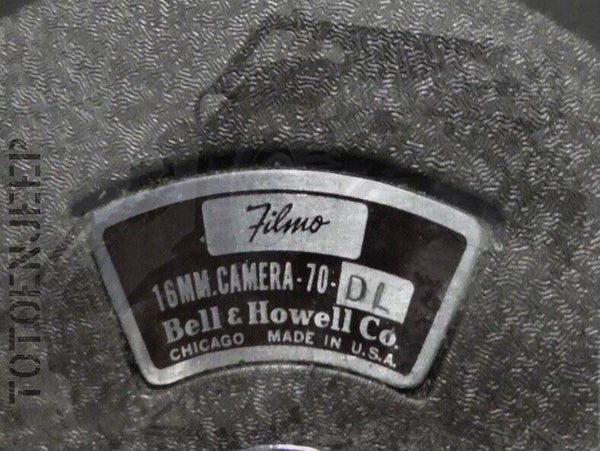 Filmo
16MM. CAMERA-70-DL
Bell & Howell Co.
CHICAGO MADE IN U.S.A.
TOTOENJEEP